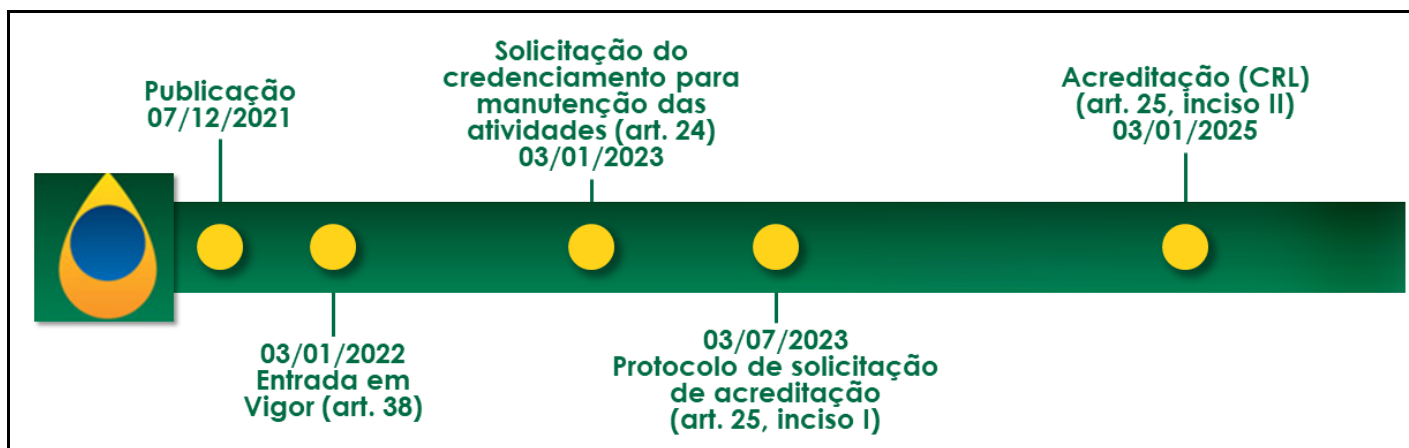 Publicação
07/12/2021
03/01/2022
Entrada em
Vigor (art. 38)
Solicitação do
credenciamento para
manutenção das
atividades (art. 24)
03/01/2023
03/07/2023
Protocolo de solicitação
de acreditação
(art. 25, inciso I)
Acreditação (CRL)
(art. 25, inciso II)
03/01/2025